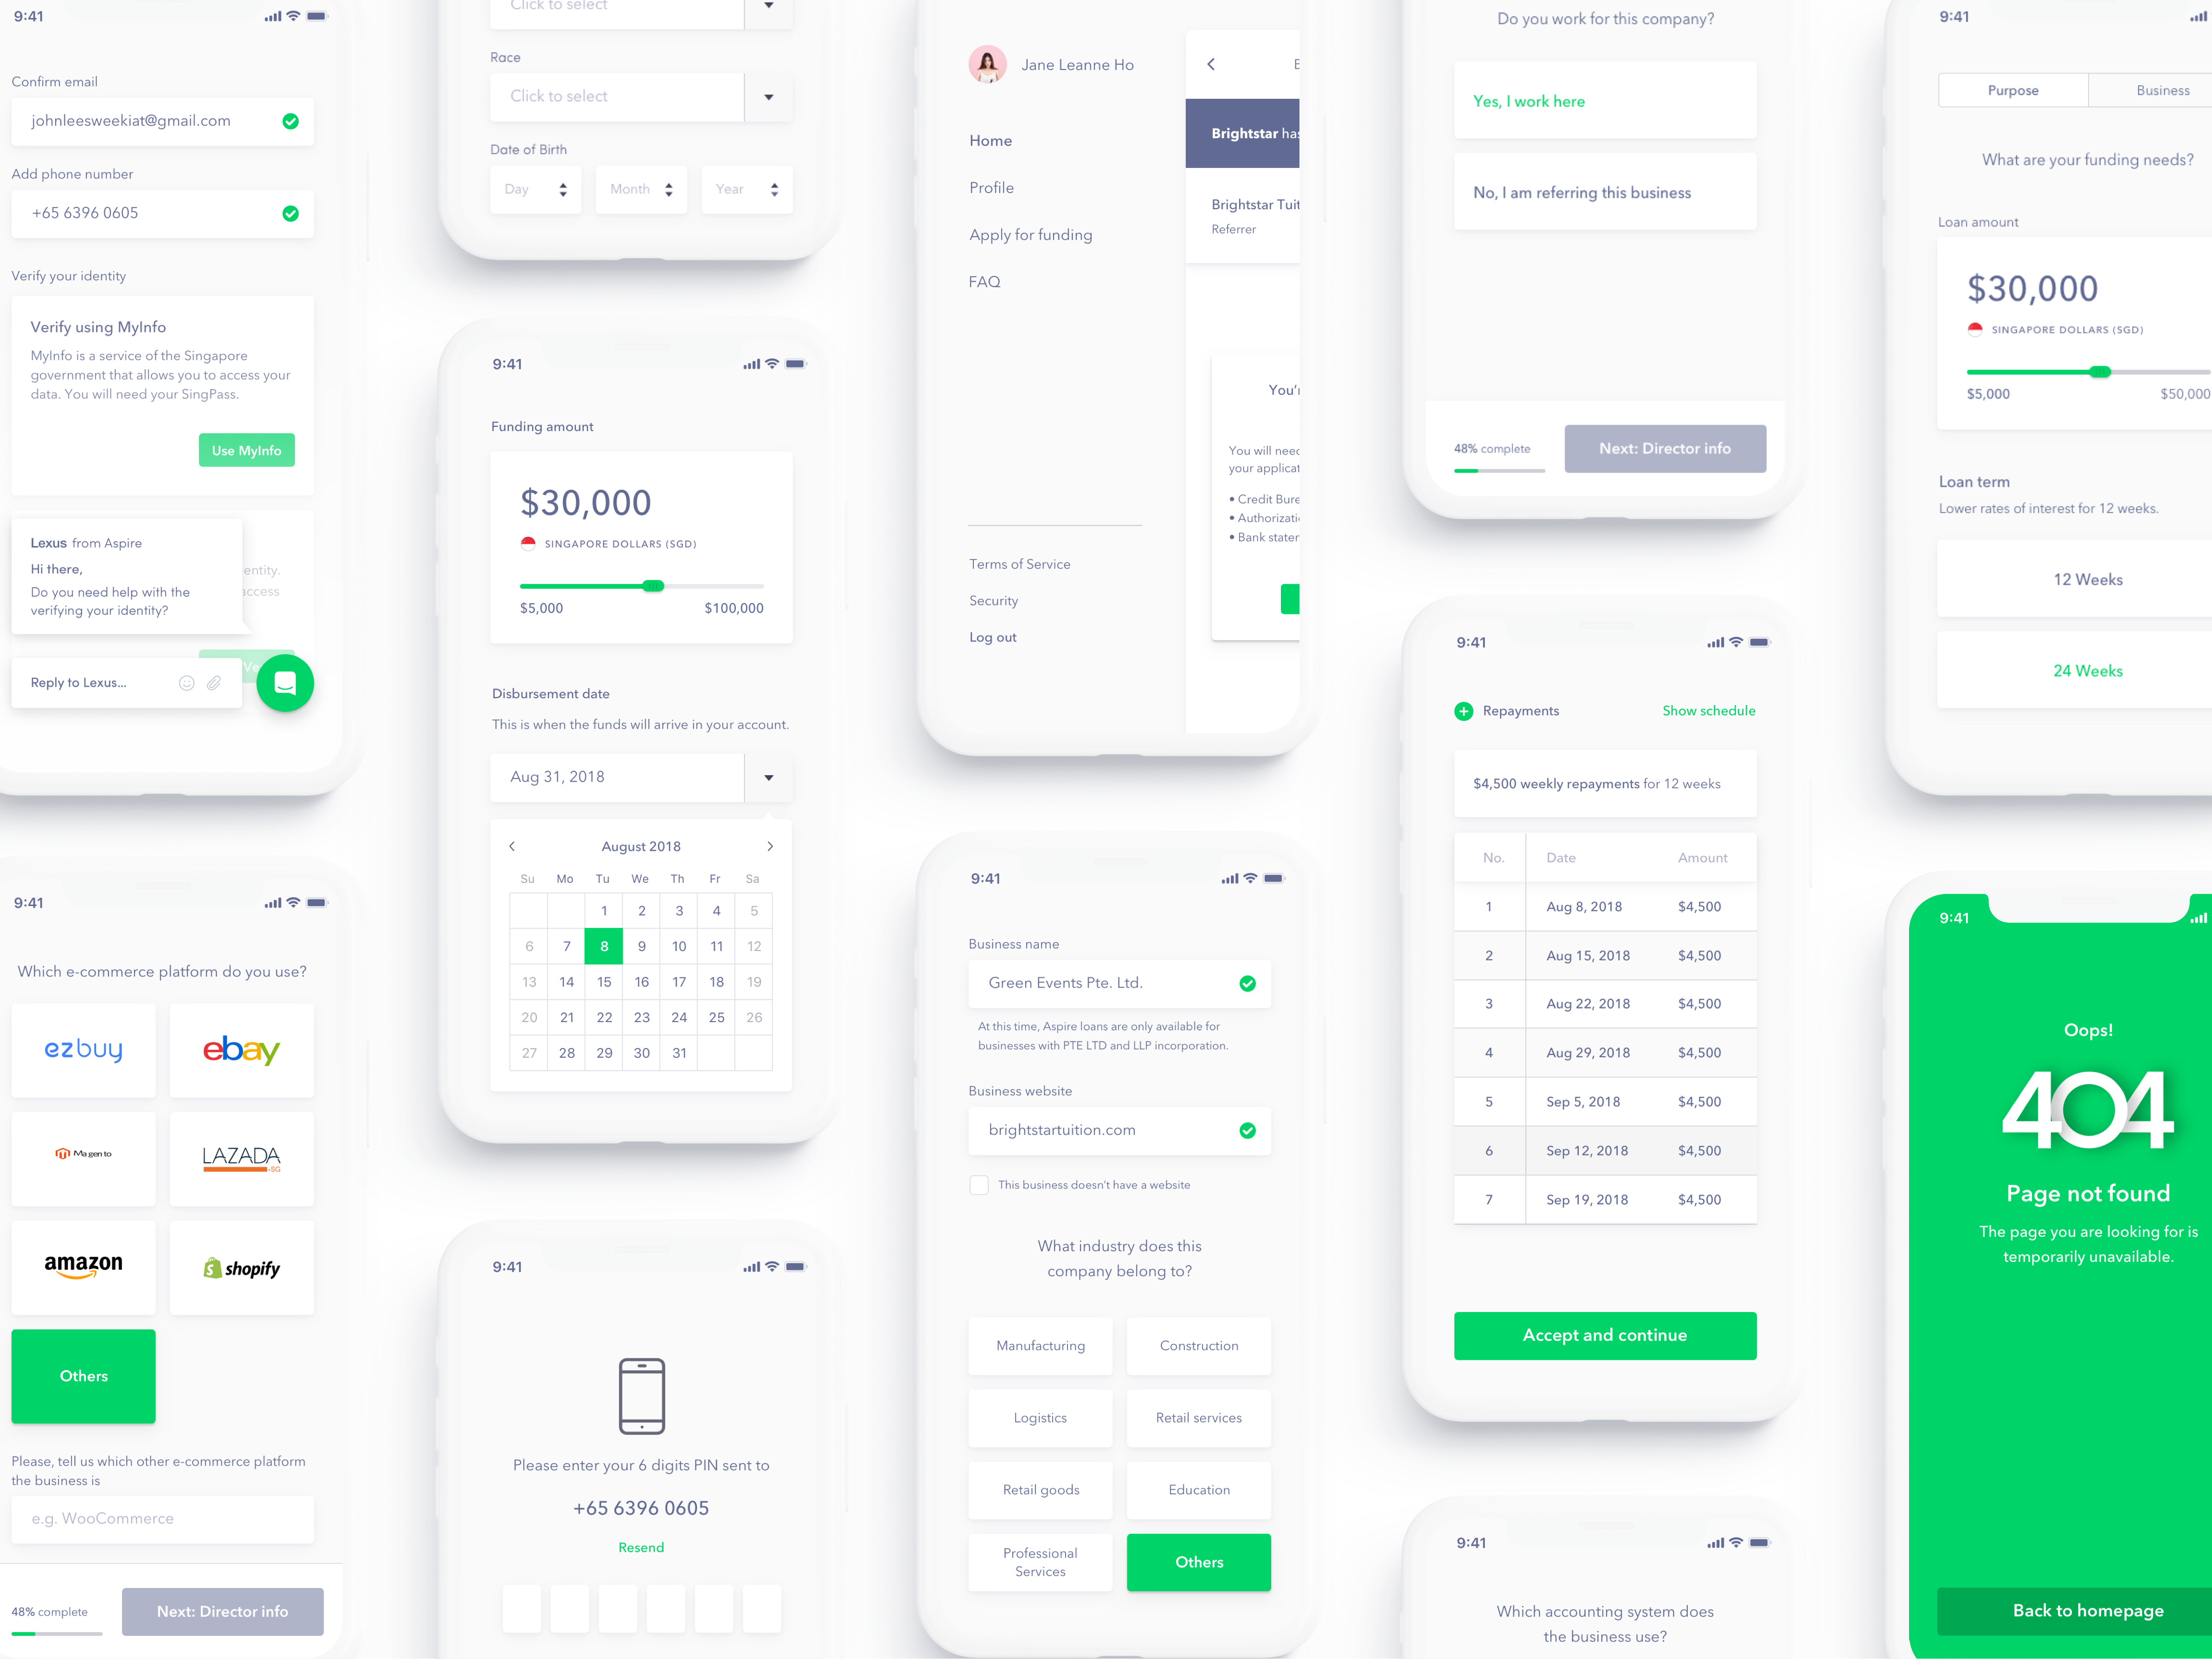 9:41
Confirm email
johnleesweekiat@gmail.com
Add phone number
+65 6396 0605
Verify your identity
Verify using MyInfo
MyInfo is a service of the Singapore
government that allows you to access your
data. You will need your SingPass.
Use MyInfo
Lexus from Aspire
Hi there,
Do you need help with the
verifying your identity?
entity.
access
Reply to Lexus...
9:41
Which e-commerce platform do you use?
ezbuy
ebay
Magento
LAZADA
.SG
amazon
shopify
Others
Please, tell us which other e-commerce platform
the business is
e.g. WooCommerce
48% complete
Next: Director info
Click to select
Race
Click to select
Date of Birth
Day
Month
Year
9:41
Funding amount
$30,000
SINGAPORE DOLLARS (SGD)
$5,000
$100,000
Disbursement date
This is when the funds will arrive in your account.
Aug 31, 2018
August 2018
Su Mo Tu We Th Fr Sa
1 2 3 4 5
6 7 8 9 10 11 12
13 14 15 16 17 18 19
20 21 22 23 24 25 26
27 28 29 30 31
9:41
Please enter your 6 digits PIN sent to
+65 6396 0605
Resend
Jane Leanne Ho
Home
Profile
Apply for funding
FAQ
Terms of Service
Security
Log out
Brightstar has
Brightstar Tuit
Referrer
You'r
You will need
your applicat
• Credit Bure
• Authorizati
• Bank stater
9:41
Business name
Green Events Pte. Ltd.
At this time, Aspire loans are only available for
businesses with PTE LTD and LLP incorporation.
Business website
brightstartuition.com
This business doesn't have a website
What industry does this
company belong to?
Manufacturing
Construction
Logistics
Retail services
Retail goods
Education
Professional
Services
Others
Do you work for this company?
Yes, I work here
No, I am referring this business
48% complete
Next: Director info
9:41
Repayments
Show schedule
$4,500 weekly repayments for 12 weeks
No. Date Amount
1 Aug 8, 2018 $4,500
2 Aug 15, 2018 $4,500
3 Aug 22, 2018 $4,500
4 Aug 29, 2018 $4,500
5 Sep 5, 2018 $4,500
6 Sep 12, 2018 $4,500
7 Sep 19, 2018 $4,500
Accept and continue
9:41
Which accounting system does
the business use?
9:41
Purpose
Business
What are your funding needs?
Loan amount
$30,000
SINGAPORE DOLLARS (SGD)
$5,000
$50,000
Loan term
Lower rates of interest for 12 weeks.
12 Weeks
24 Weeks
9:41
Oops!
404
Page not found
The page you are looking for is
temporarily unavailable.
Back to homepage